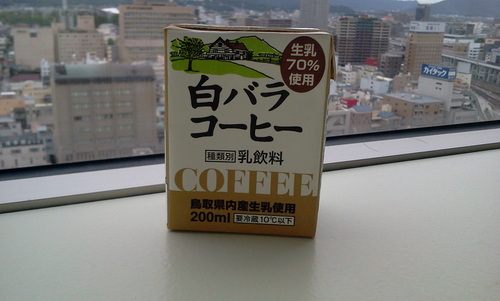 生乳
70%
使用
白バラ
コーヒー
種類別 乳飲料
COFFEE
鳥取県内産生乳使用
200ml 要冷蔵10℃以下
カイタック